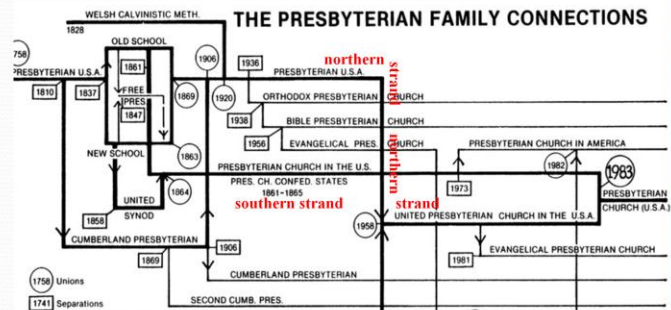 WELSH CALVINISTIC METH.
1828
THE PRESBYTERIAN FAMILY CONNECTIONS
OLD SCHOOL
758
1861
1906
1936
northern
strand
PRESBYTERIAN U.S.A.
PRESBYTERIAN U.S.A.
1810
1837
FREE
PRES.
1847
1869
1920
ORTHODOX PRESBYTERIAN CHURCH
1938
BIBLE PRESBYTERIAN CHURCH
1956
EVANGELICAL PRES. CHURCH
northern
strand
PRESBYTERIAN CHURCH IN AMERICA
NEW SCHOOL
1863
1982
1983
PRESBYTERIAN CHURCH IN THE U.S.
PRES. CH. CONFED. STATES
1861-1865
1864
1973
PRESBYTERIAN
CHURCH (U.S.A.)
UNITED
SYNOD
southern strand
1858
1958
UNITED PRESBYTERIAN CHURCH IN THE U.S.A.
CUMBERLAND PRESBYTERIAN
1906
1869
1981
EVANGELICAL PRESBYTERIAN CHURCH
1758 Unions
CUMBERLAND PRESBYTERIAN
1741 Separations
SECOND CUMB. PRES.